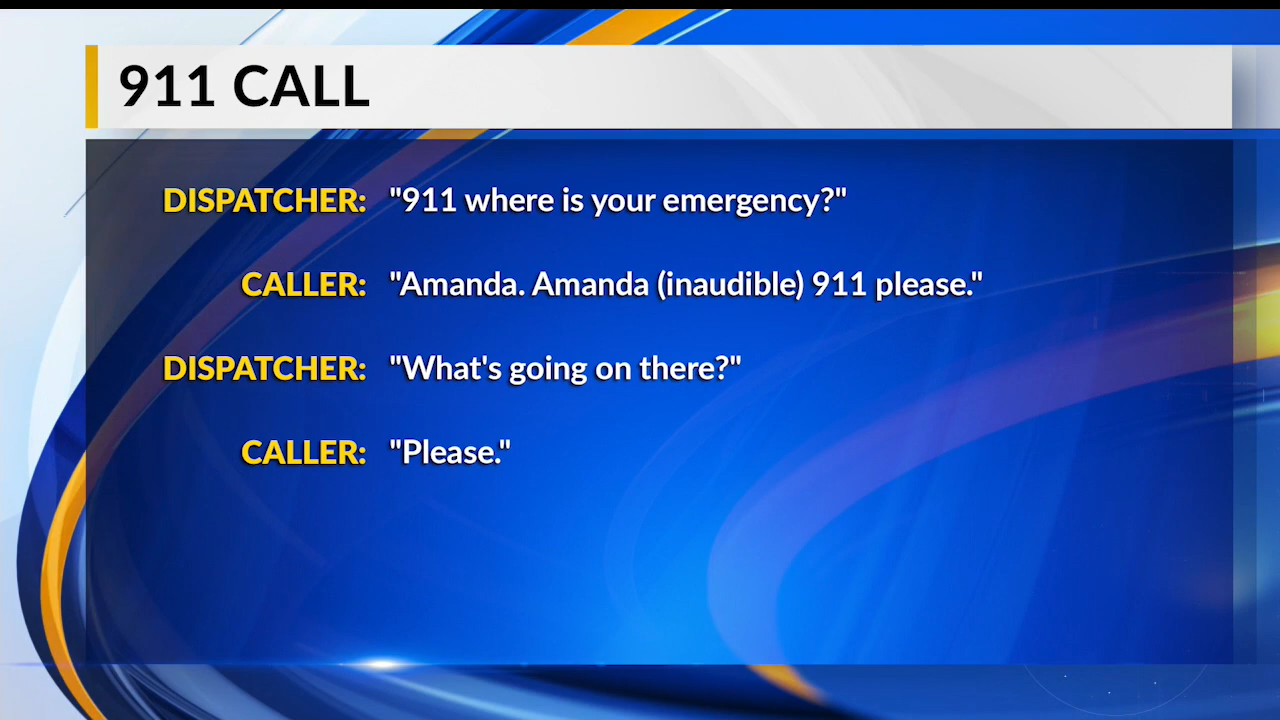 911 CALL
DISPATCHER: "911 where is your emergency?"
CALLER: "Amanda. Amanda (inaudible) 911 please."
DISPATCHER: "What's going on there?"
CALLER: "Please."